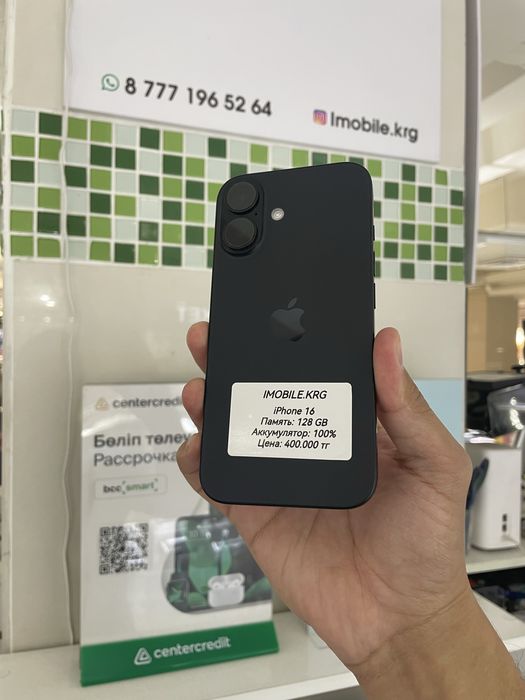 8 777 196 52 64
Imobile.krg
IMOBILE.KRG
iPhone 16
Память: 128 GB
Аккумулятор: 100%
Цена: 400.000 тг
centercredit
Бөліп төлеу
Рассрочка
bcc smart
centercredit